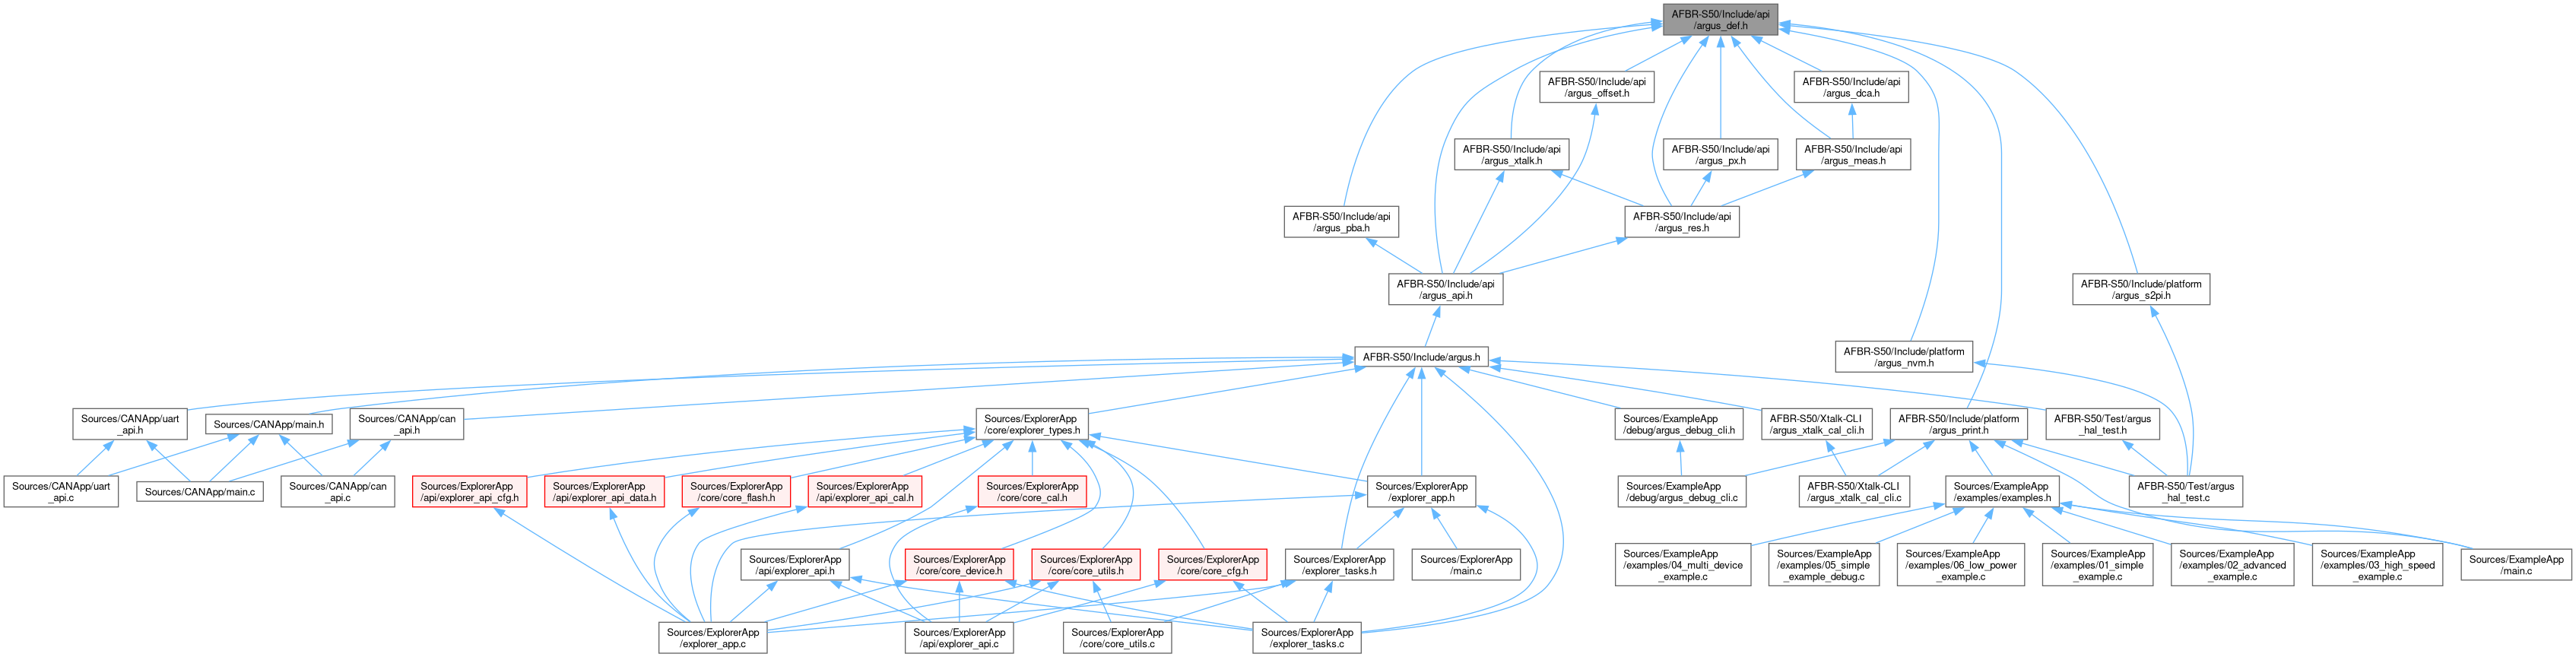 AFBR-S50/Include/api
/argus_def.h
AFBR-S50/Include/api
/argus_offset.h
AFBR-S50/Include/api
/argus_dca.h
AFBR-S50/Include/api
/argus_xtalk.h
AFBR-S50/Include/api
/argus_px.h
AFBR-S50/Include/api
/argus_meas.h
AFBR-S50/Include/api
/argus_pba.h
AFBR-S50/Include/api
/argus_res.h
AFBR-S50/Include/api
/argus_api.h
AFBR-S50/Include/platform
/argus_s2pi.h
AFBR-S50/Include/argus.h
AFBR-S50/Include/platform
/argus_nvm.h
Sources/CANApp/uart
_api.h
Sources/CANApp/main.h
Sources/CANApp/can
_api.h
Sources/ExplorerApp
/core/explorer_types.h
Sources/ExampleApp
/debug/argus_debug_cli.h
AFBR-S50/Xtalk-CLI
/argus_xtalk_cal_cli.h
AFBR-S50/Include/platform
/argus_print.h
AFBR-S50/Test/argus
_hal_test.h
Sources/CANApp/uart
_api.c
Sources/CANApp/main.c
Sources/CANApp/can
_api.c
Sources/ExplorerApp
/api/explorer_api_cfg.h
Sources/ExplorerApp
/api/explorer_api_data.h
Sources/ExplorerApp
/core/core_flash.h
Sources/ExplorerApp
/api/explorer_api_cal.h
Sources/ExplorerApp
/core/core_cal.h
Sources/ExplorerApp
/explorer_app.h
Sources/ExampleApp
/debug/argus_debug_cli.c
AFBR-S50/Xtalk-CLI
/argus_xtalk_cal_cli.c
Sources/ExampleApp
/examples/examples.h
AFBR-S50/Test/argus
_hal_test.c
Sources/ExplorerApp
/api/explorer_api.h
Sources/ExplorerApp
/core/core_device.h
Sources/ExplorerApp
/core/core_utils.h
Sources/ExplorerApp
/core/core_cfg.h
Sources/ExplorerApp
/explorer_tasks.h
Sources/ExplorerApp
/main.c
Sources/ExampleApp
/examples/04_multi_device
_example.c
Sources/ExampleApp
/examples/05_simple
_example_debug.c
Sources/ExampleApp
/examples/06_low_power
_example.c
Sources/ExampleApp
/examples/01_simple
_example.c
Sources/ExampleApp
/examples/02_advanced
_example.c
Sources/ExampleApp
/examples/03_high_speed
_example.c
Sources/ExampleApp
/main.c
Sources/ExplorerApp
/explorer_app.c
Sources/ExplorerApp
/api/explorer_api.c
Sources/ExplorerApp
/core/core_utils.c
Sources/ExplorerApp
/explorer_tasks.c